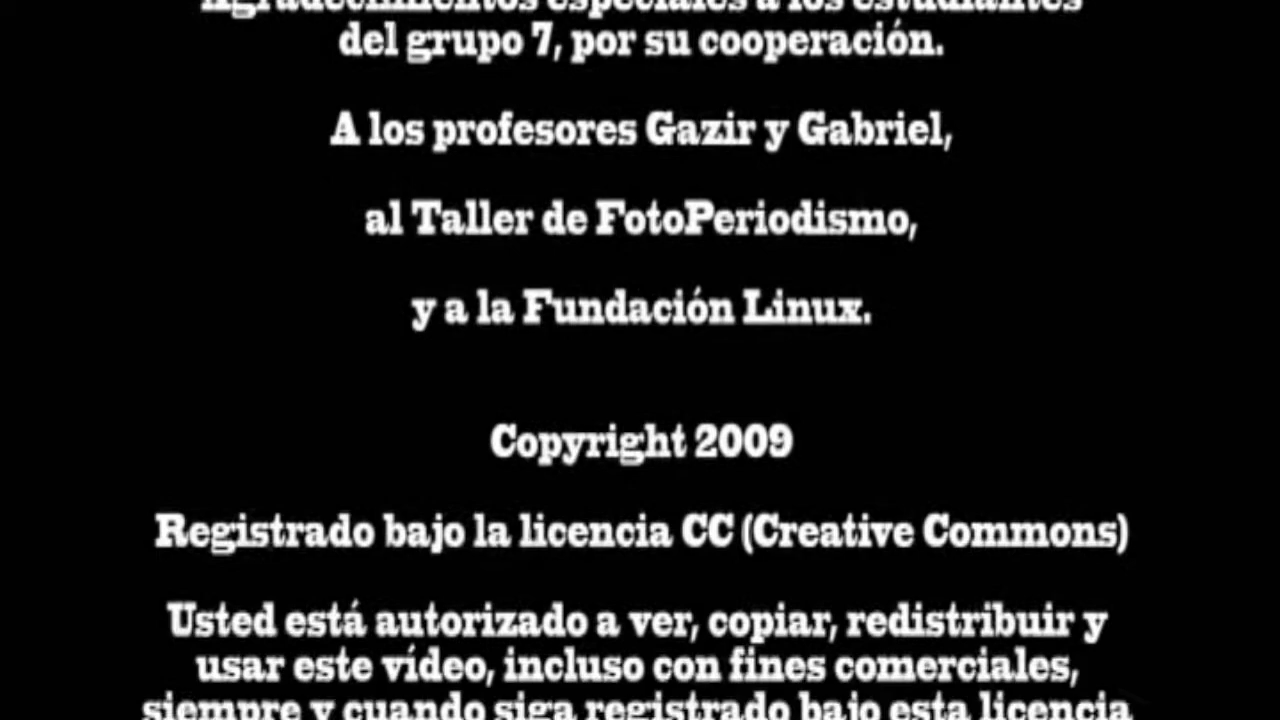 Agradecimientos especiales a los estudiantes
del grupo 7, por su cooperación.
A los profesores Gazir y Gabriel,
al Taller de FotoPeriodismo,
y a la Fundación Linux.
Copyright 2009
Registrado bajo la licencia CC (Creative Commons)
Usted está autorizado a ver, copiar, redistribuir y
usar este vídeo, incluso con fines comerciales,
siempre y cuando siga registrado bajo esta licencia